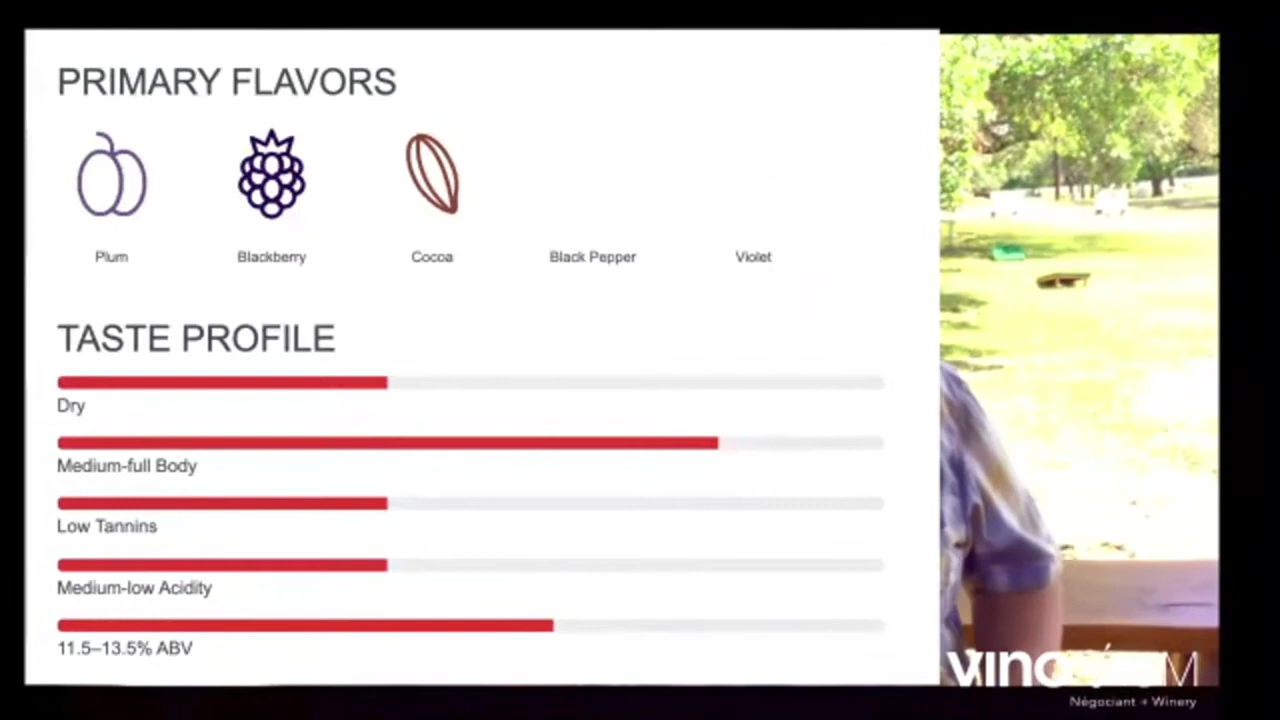 PRIMARY FLAVORS
Plum Blackberry Cocoa Black Pepper Violet
TASTE PROFILE
Dry
Medium-full Body
Low Tannins
Medium-low Acidity
11.5–13.5% ABV
Négociant + Winery